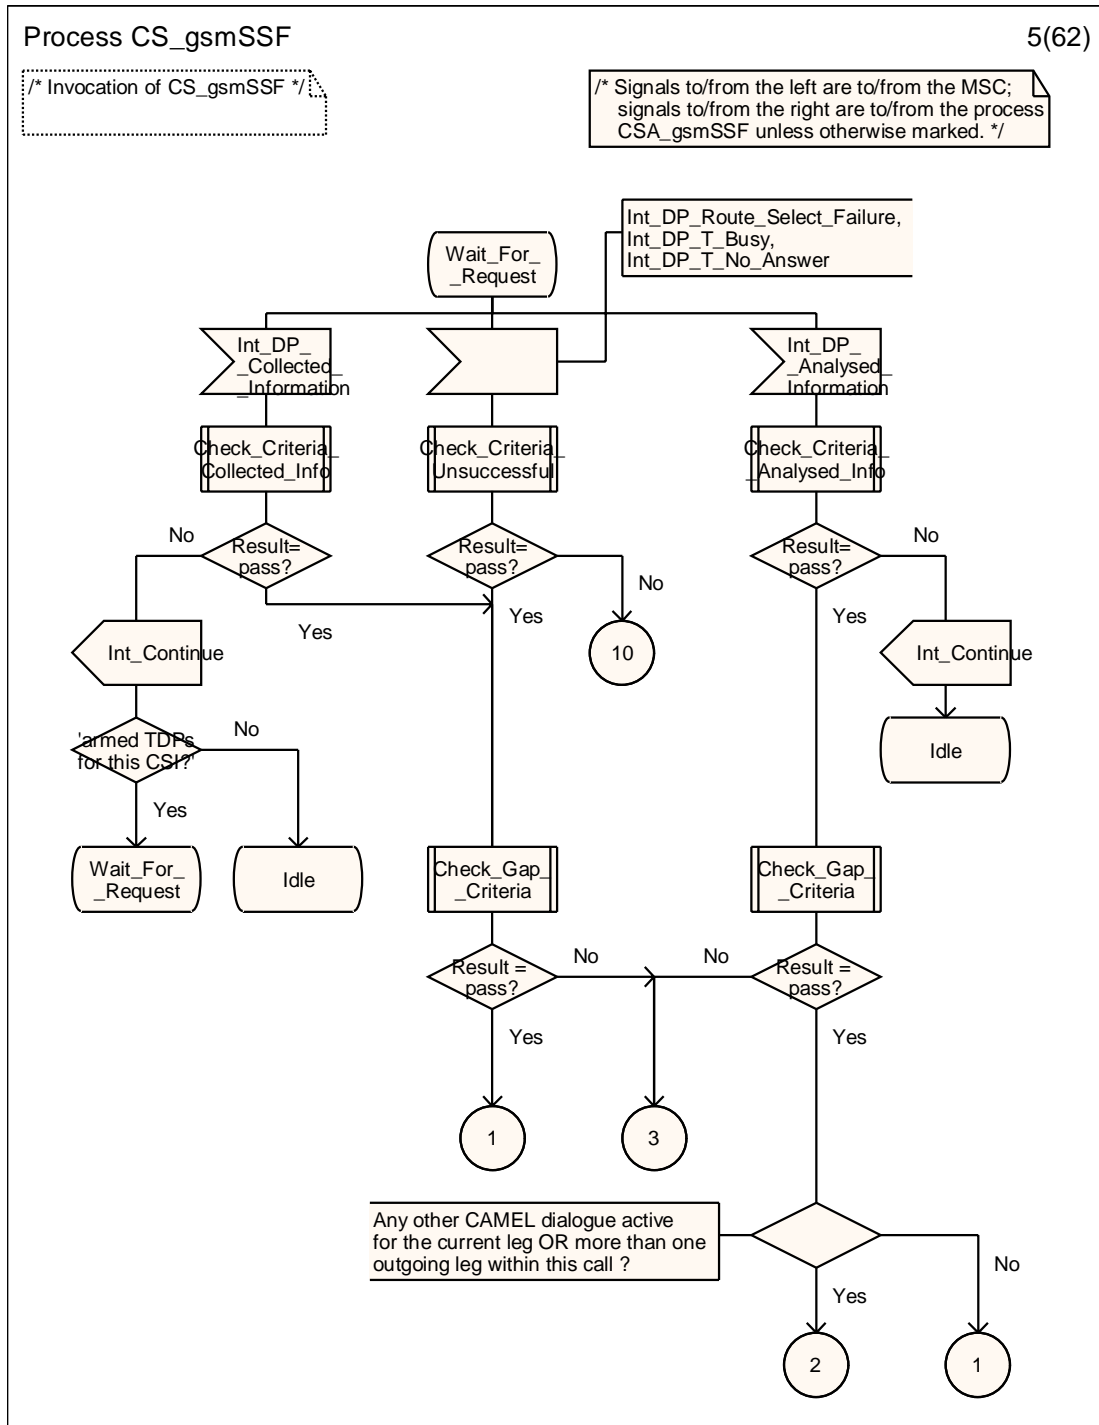 Process CS_gsmSSF
5(62)
/* Invocation of CS_gsmSSF */
/* Signals to/from the left are to/from the MSC;
signals to/from the right are to/from the process
CSA_gsmSSF unless otherwise marked. */
Int_DP_Route_Select_Failure,
Int_DP_T_Busy,
Int_DP_T_No_Answer
Wait_For_
_Request
Int_DP_
_Collected_
_Information
Int_DP_
_Analysed_
_Information
Check_Criteria_
Collected_Info
Check_Criteria_
Unsuccessful
Check_Criteria_
_Analysed_Info
No
Result=
pass?
Yes
Result=
pass?
Yes
No
Result=
pass?
No
Yes
Int_Continue
10
Int_Continue
'armed TDPs
for this CSI?'
No
Yes
Idle
Wait_For_
_Request
Idle
Check_Gap_
_Criteria
Check_Gap_
_Criteria
Result =
pass?
No
No
Result =
pass?
Yes
Yes
1
3
Any other CAMEL dialogue active
for the current leg OR more than one
outgoing leg within this call ?
No
Yes
2
1